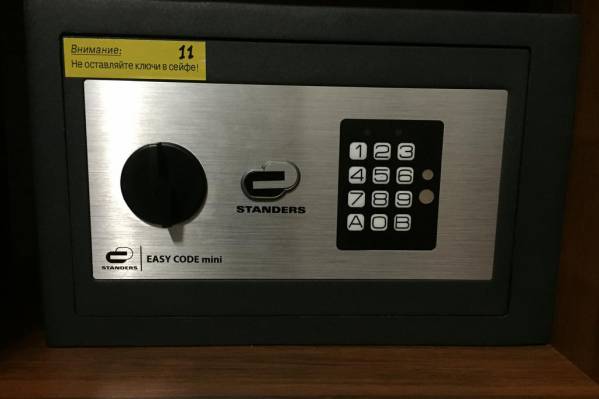 Внимание: 11
Не оставляйте ключи в сейфе!
STANDERS
1 2 3
4 5 6
7 8 9
A 0 B
STANDERS
EASY CODE mini